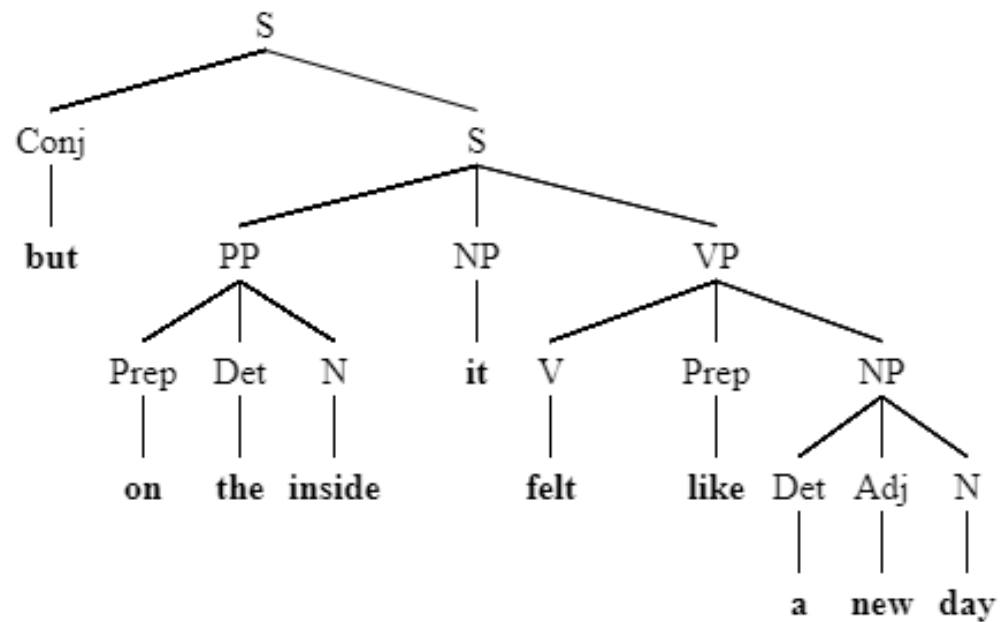 S
Conj S
but PP NP VP
Prep Det N it V Prep NP
on the inside felt like Det Adj N
a new day